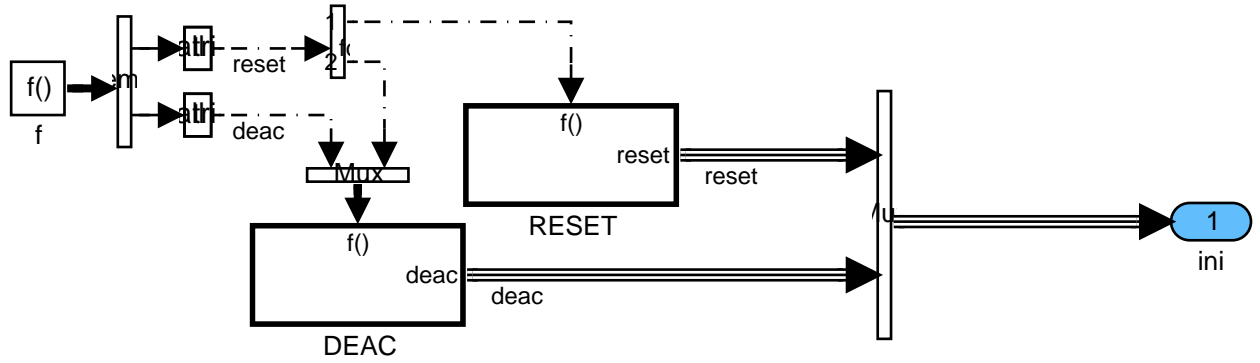 f()
f
reset
deac
1
2
Mux
f()
reset
reset
RESET
f()
deac
deac
DEAC
1
ini